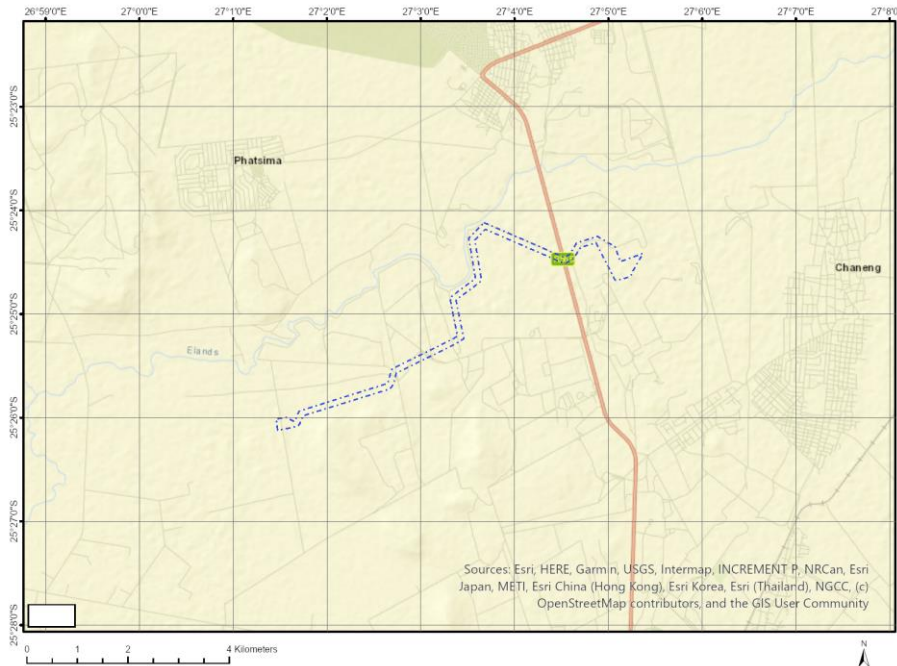 26°59'0"E 27°0'0"E 27°1'0"E 27°2'0"E 27°3'0"E 27°4'0"E 27°5'0"E 27°6'0"E 27°7'0"E 27°8'0
25°23'0"S
Phatsima
25°24'0"S
Chaneng
25°25'0"S
Elands
25°26'0"S
25°27'0"S
Sources: Esri, HERE, Garmin, USGS, Intermap, INCREMENT P, NRCan, Esri
Japan, METI, Esri China (Hong Kong), Esri Korea, Esri (Thailand), NGCC, (c)
OpenStreetMap contributors, and the GIS User Community
25°28'0"S
0 1 2 4 Kilometers
N